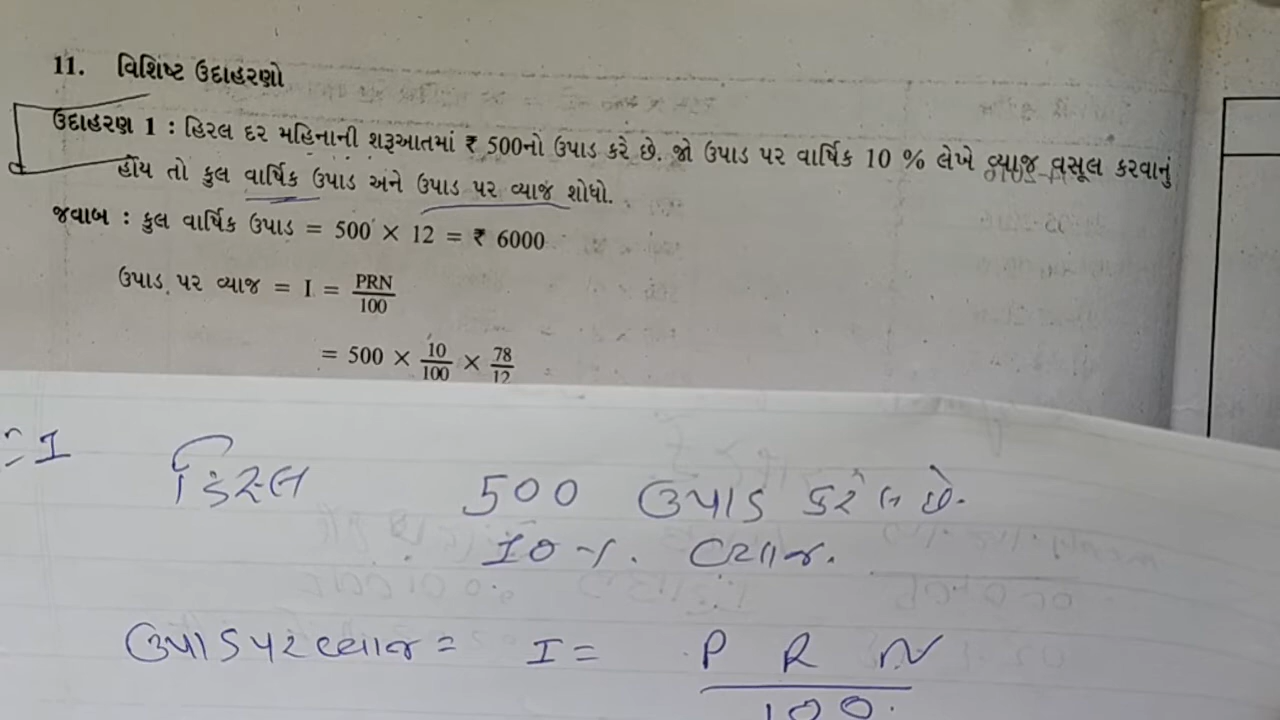 11. વિશિષ્ટ ઉદાહરણો
ઉદાહરણ 1 : હિરલ દર મહિનાની શરૂઆતમાં ₹ 500નો ઉપાડ કરે છે. જો ઉપાડ પર વાર્ષિક 10 % લેખે વ્યાજ વસૂલ કરવાનું
હોય તો કુલ વાર્ષિક ઉપાડ અને ઉપાડ પર વ્યાજ શોધો.
જવાબ : કુલ વાર્ષિક ઉપાડ = 500 × 12 = ₹ 6000
ઉપાડ પર વ્યાજ = I = PRN/100
= 500 × 10/100 × 78/12
:1
હિરલ 500 ઉપાડ કરેલ છે.
10%. વ્યાજ.
ઉપાડ પર વ્યાજ = I = P R N
100.